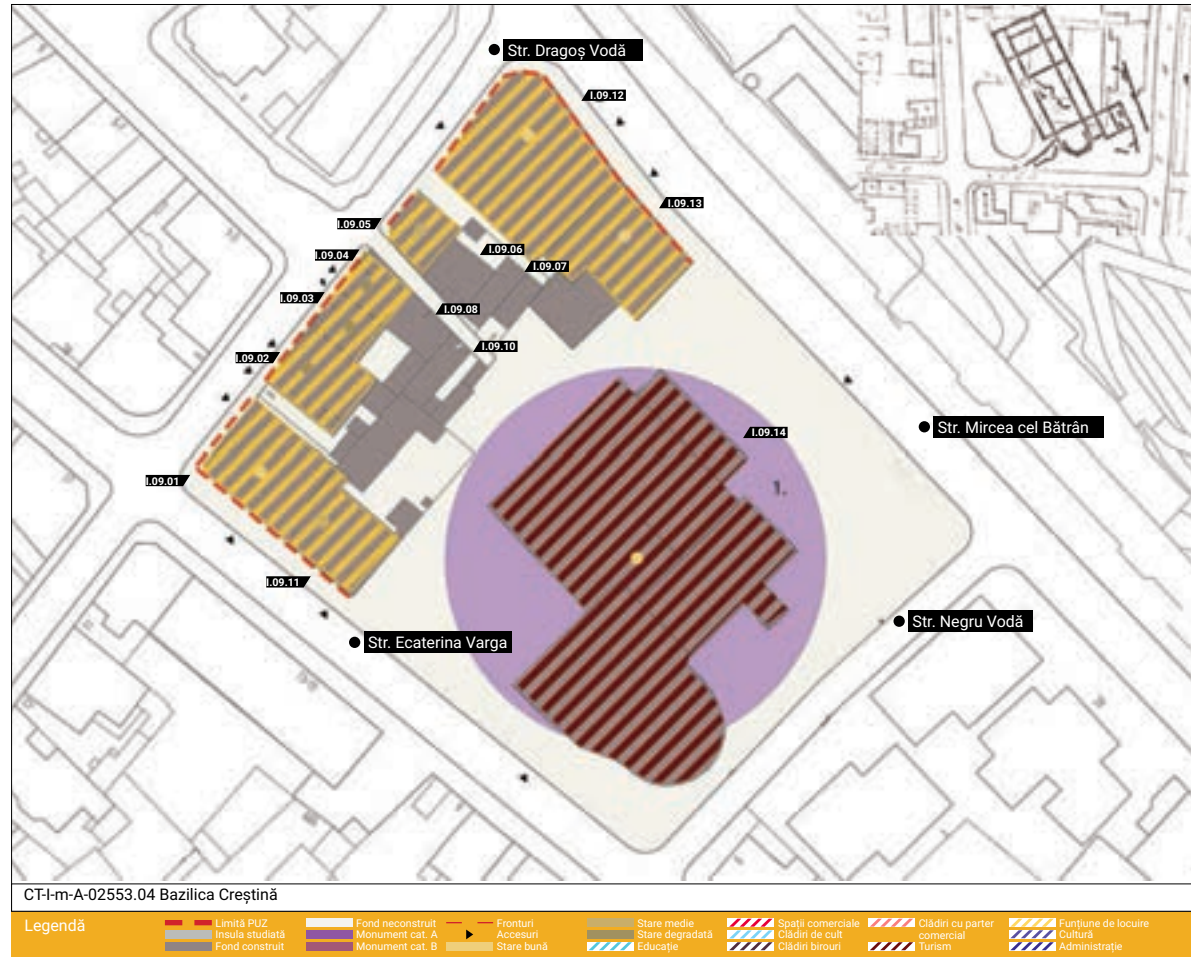 Str. Dragoș Vodă
I.09.12
I.09.13
I.09.05
I.09.06
I.09.04
I.09.07
I.09.03
I.09.08
I.09.10
I.09.02
Str. Mircea cel Bătrân
I.09.14
I.09.01
1.
I.09.11
Str. Negru Vodă
Str. Ecaterina Varga
CT-I-m-A-02553.04 Bazilica Creștină
Legendă
Limită PUZ
Insula studiată
Fond construit
Fond neconstruit
Monument cat. A
Monument cat. B
Fronturi
Accesuri
Stare bună
Stare medie
Stare degradată
Educație
Spații comerciale
Clădiri de cult
Clădiri birouri
Clădiri cu parter
comercial
Turism
Funcțiune de locuire
Cultură
Administrație